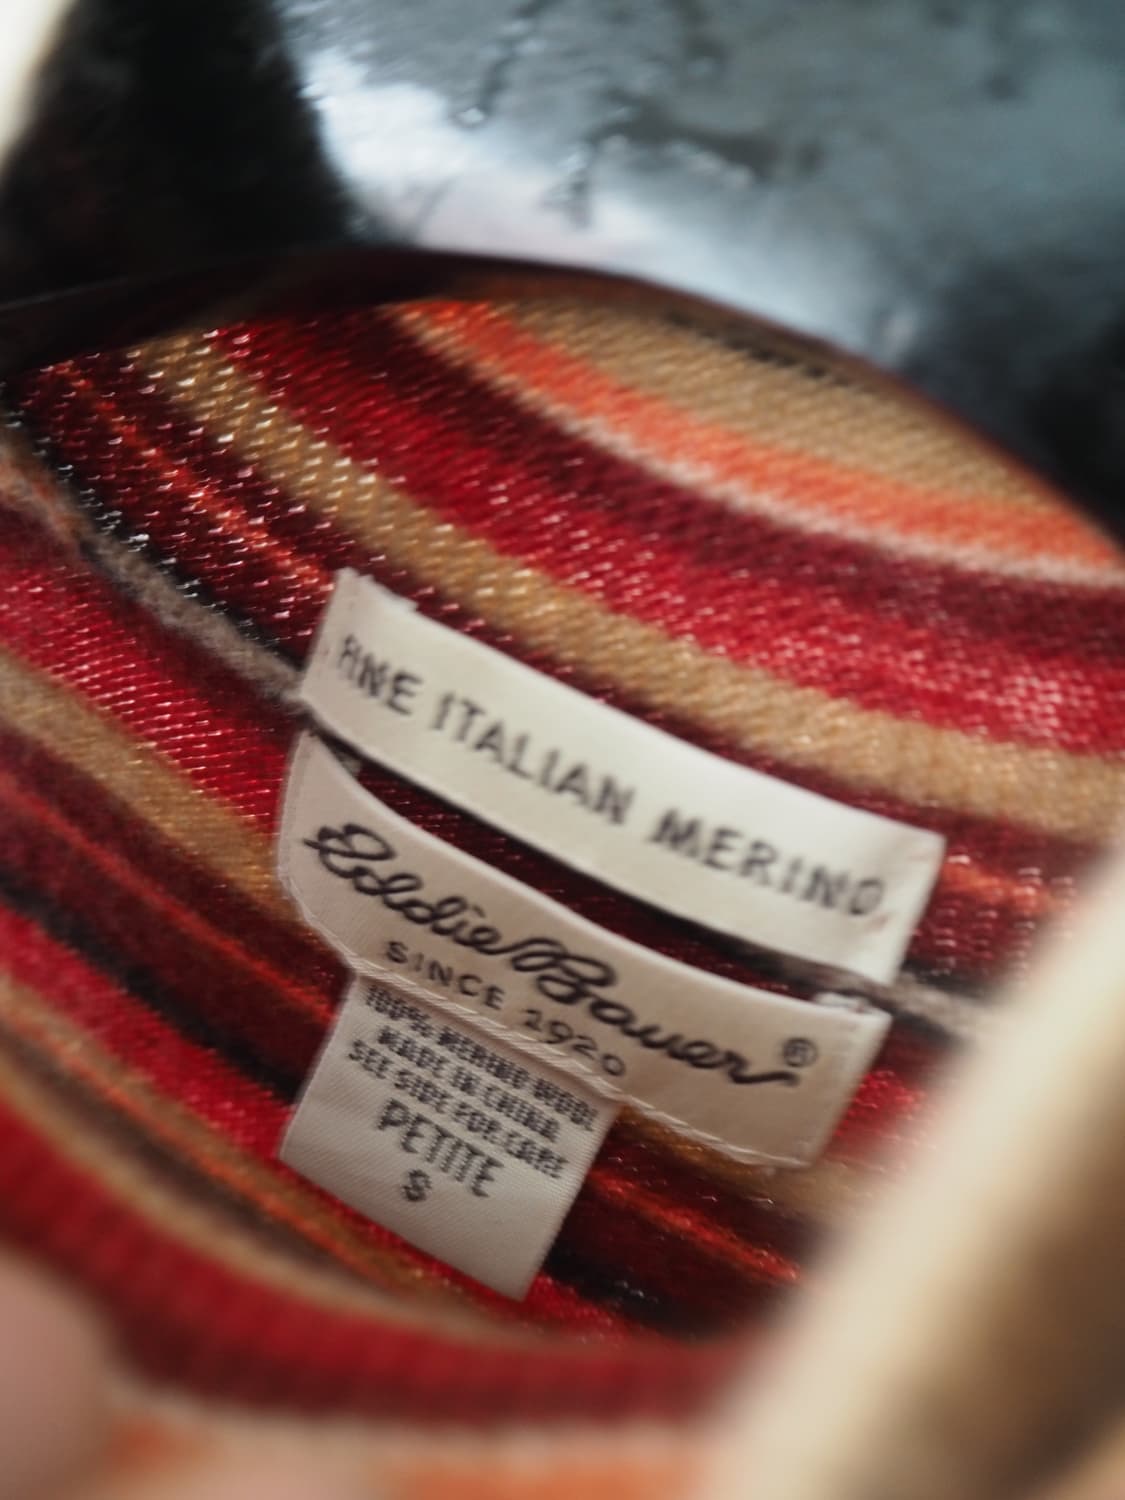 FINE ITALIAN MERINO
Eddie Bauer®
SINCE 1920
100% MERINO WOOL
MADE IN CHINA
SEE SIDE FOR CARE
PETITE
S